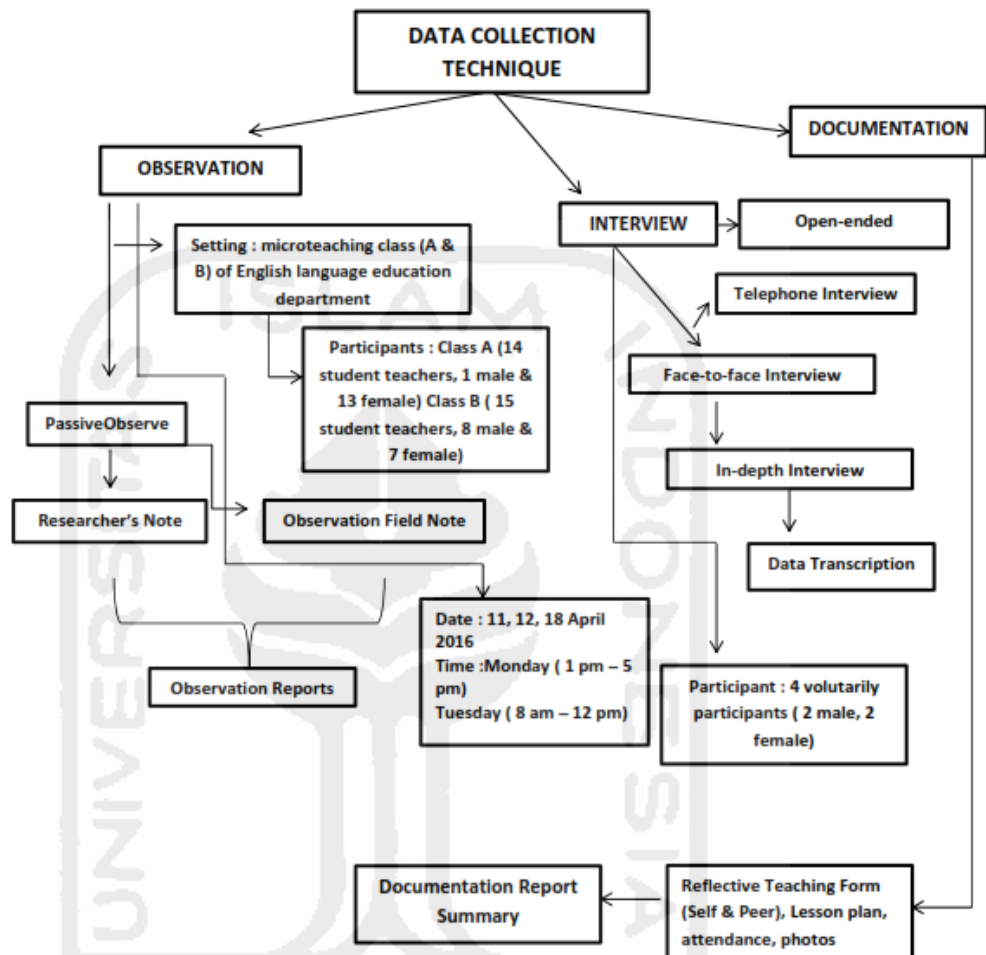 DATA COLLECTION
TECHNIQUE
DOCUMENTATION
OBSERVATION
INTERVIEW
Open-ended
Setting : microteaching class (A &
B) of English language education
department
Telephone Interview
Participants : Class A (14
student teachers, 1 male &
13 female) Class B ( 15
student teachers, 8 male &
7 female)
Face-to-face Interview
PassiveObserve
In-depth Interview
Researcher's Note
Observation Field Note
Data Transcription
Date : 11, 12, 18 April
2016
Time :Monday ( 1 pm – 5
pm)
Tuesday ( 8 am – 12 pm)
Observation Reports
Participant : 4 volutarily
participants ( 2 male, 2
female)
Documentation Report
Summary
Reflective Teaching Form
(Self & Peer), Lesson plan,
attendance, photos
UNIVERSITAS
ISLAM
INDONESIA